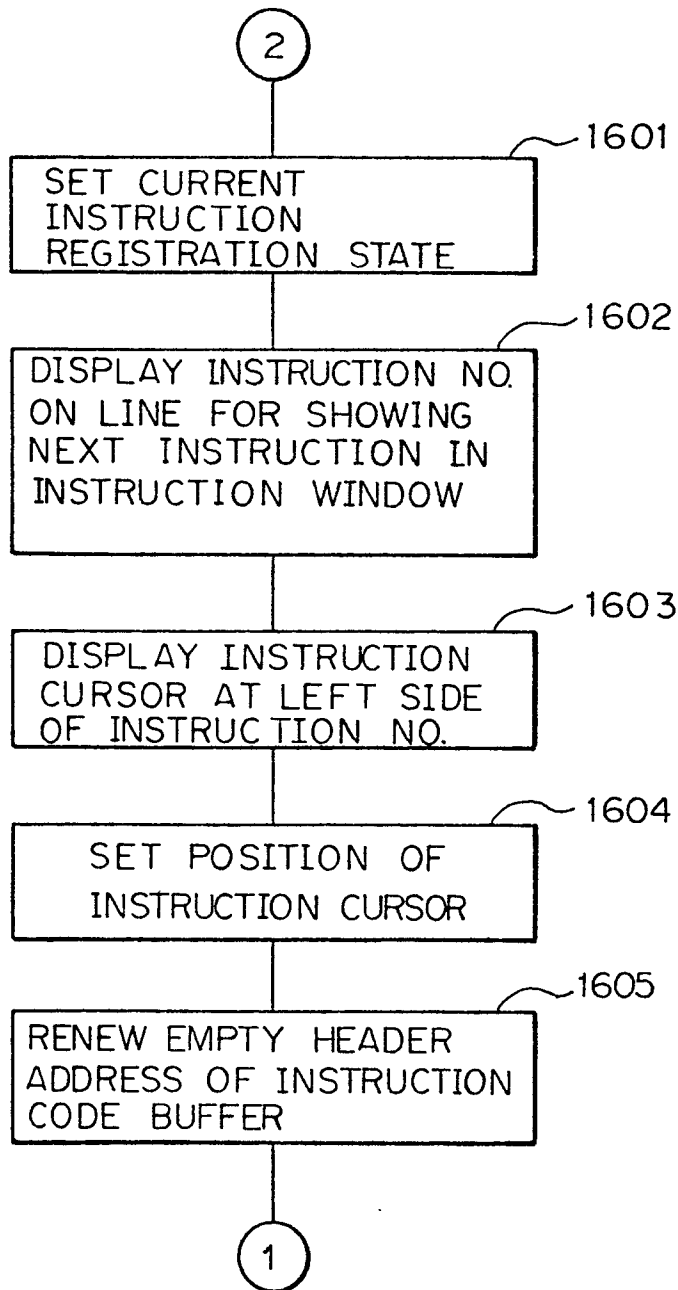 2
1601
SET CURRENT
INSTRUCTION
REGISTRATION STATE
1602
DISPLAY INSTRUCTION NO.
ON LINE FOR SHOWING
NEXT INSTRUCTION IN
INSTRUCTION WINDOW
1603
DISPLAY INSTRUCTION
CURSOR AT LEFT SIDE
OF INSTRUCTION NO.
1604
SET POSITION OF
INSTRUCTION CURSOR
1605
RENEW EMPTY HEADER
ADDRESS OF INSTRUCTION
CODE BUFFER
1